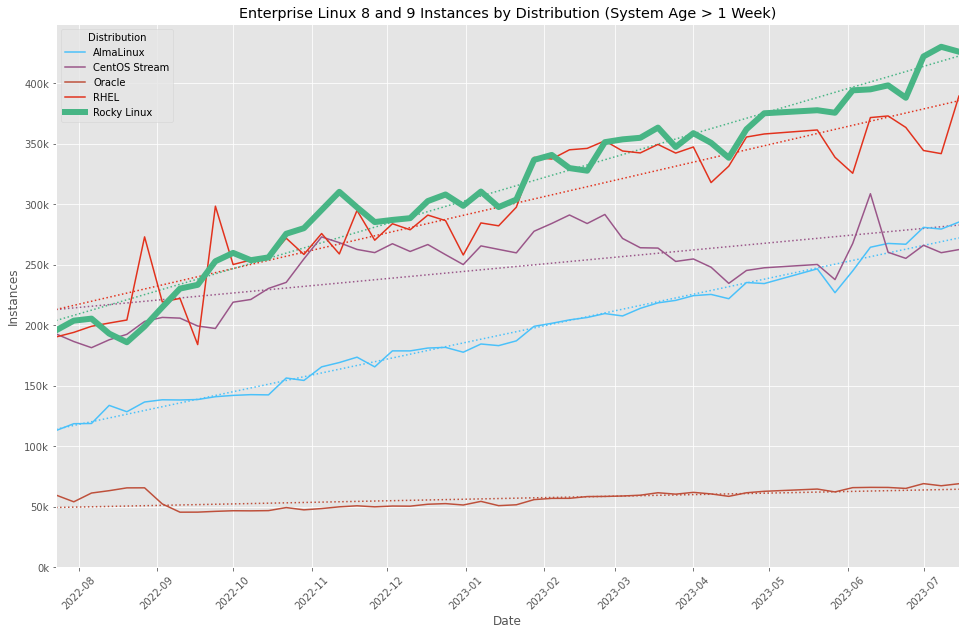 Enterprise Linux 8 and 9 Instances by Distribution (System Age > 1 Week)
Distribution
AlmaLinux
CentOS Stream
Oracle
RHEL
Rocky Linux
400k
350k
300k
250k
200k
150k
100k
50k
0k
Instances
2022-08
2022-09
2022-10
2022-11
2022-12
2023-01
2023-02
2023-03
2023-04
2023-05
2023-06
2023-07
Date